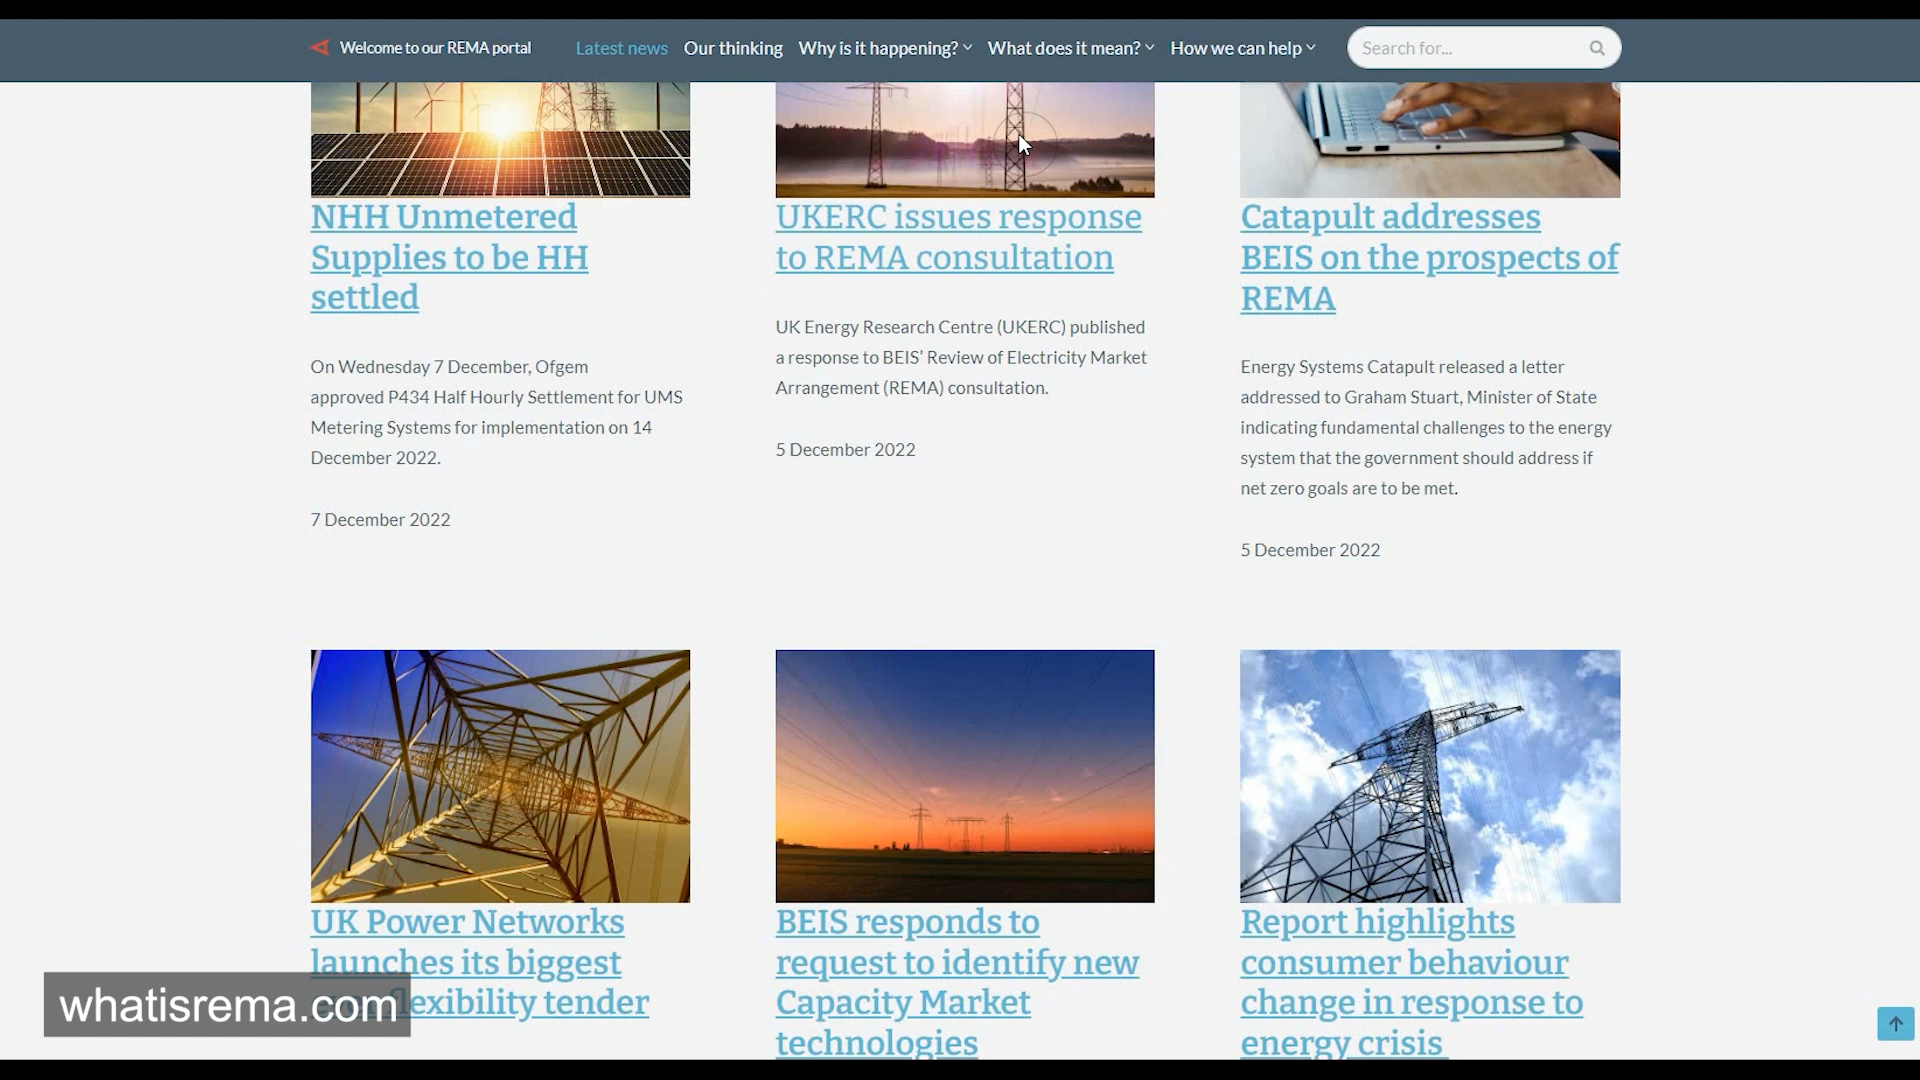 Welcome to our REMA portal
Latest news
Our thinking
Why is it happening?
What does it mean?
How we can help
Search for...
NHH Unmetered
Supplies to be HH
settled
On Wednesday 7 December, Ofgem
approved P434 Half Hourly Settlement for UMS
Metering Systems for implementation on 14
December 2022.
7 December 2022
UKERC issues response
to REMA consultation
UK Energy Research Centre (UKERC) published
a response to BEIS’ Review of Electricity Market
Arrangement (REMA) consultation.
5 December 2022
Catapult addresses
BEIS on the prospects of
REMA
Energy Systems Catapult released a letter
addressed to Graham Stuart, Minister of State
indicating fundamental challenges to the energy
system that the government should address if
net zero goals are to be met.
5 December 2022
UK Power Networks
launches its biggest
flexibility tender
BEIS responds to
request to identify new
Capacity Market
technologies
Report highlights
consumer behaviour
change in response to
energy crisis
whatisrema.com